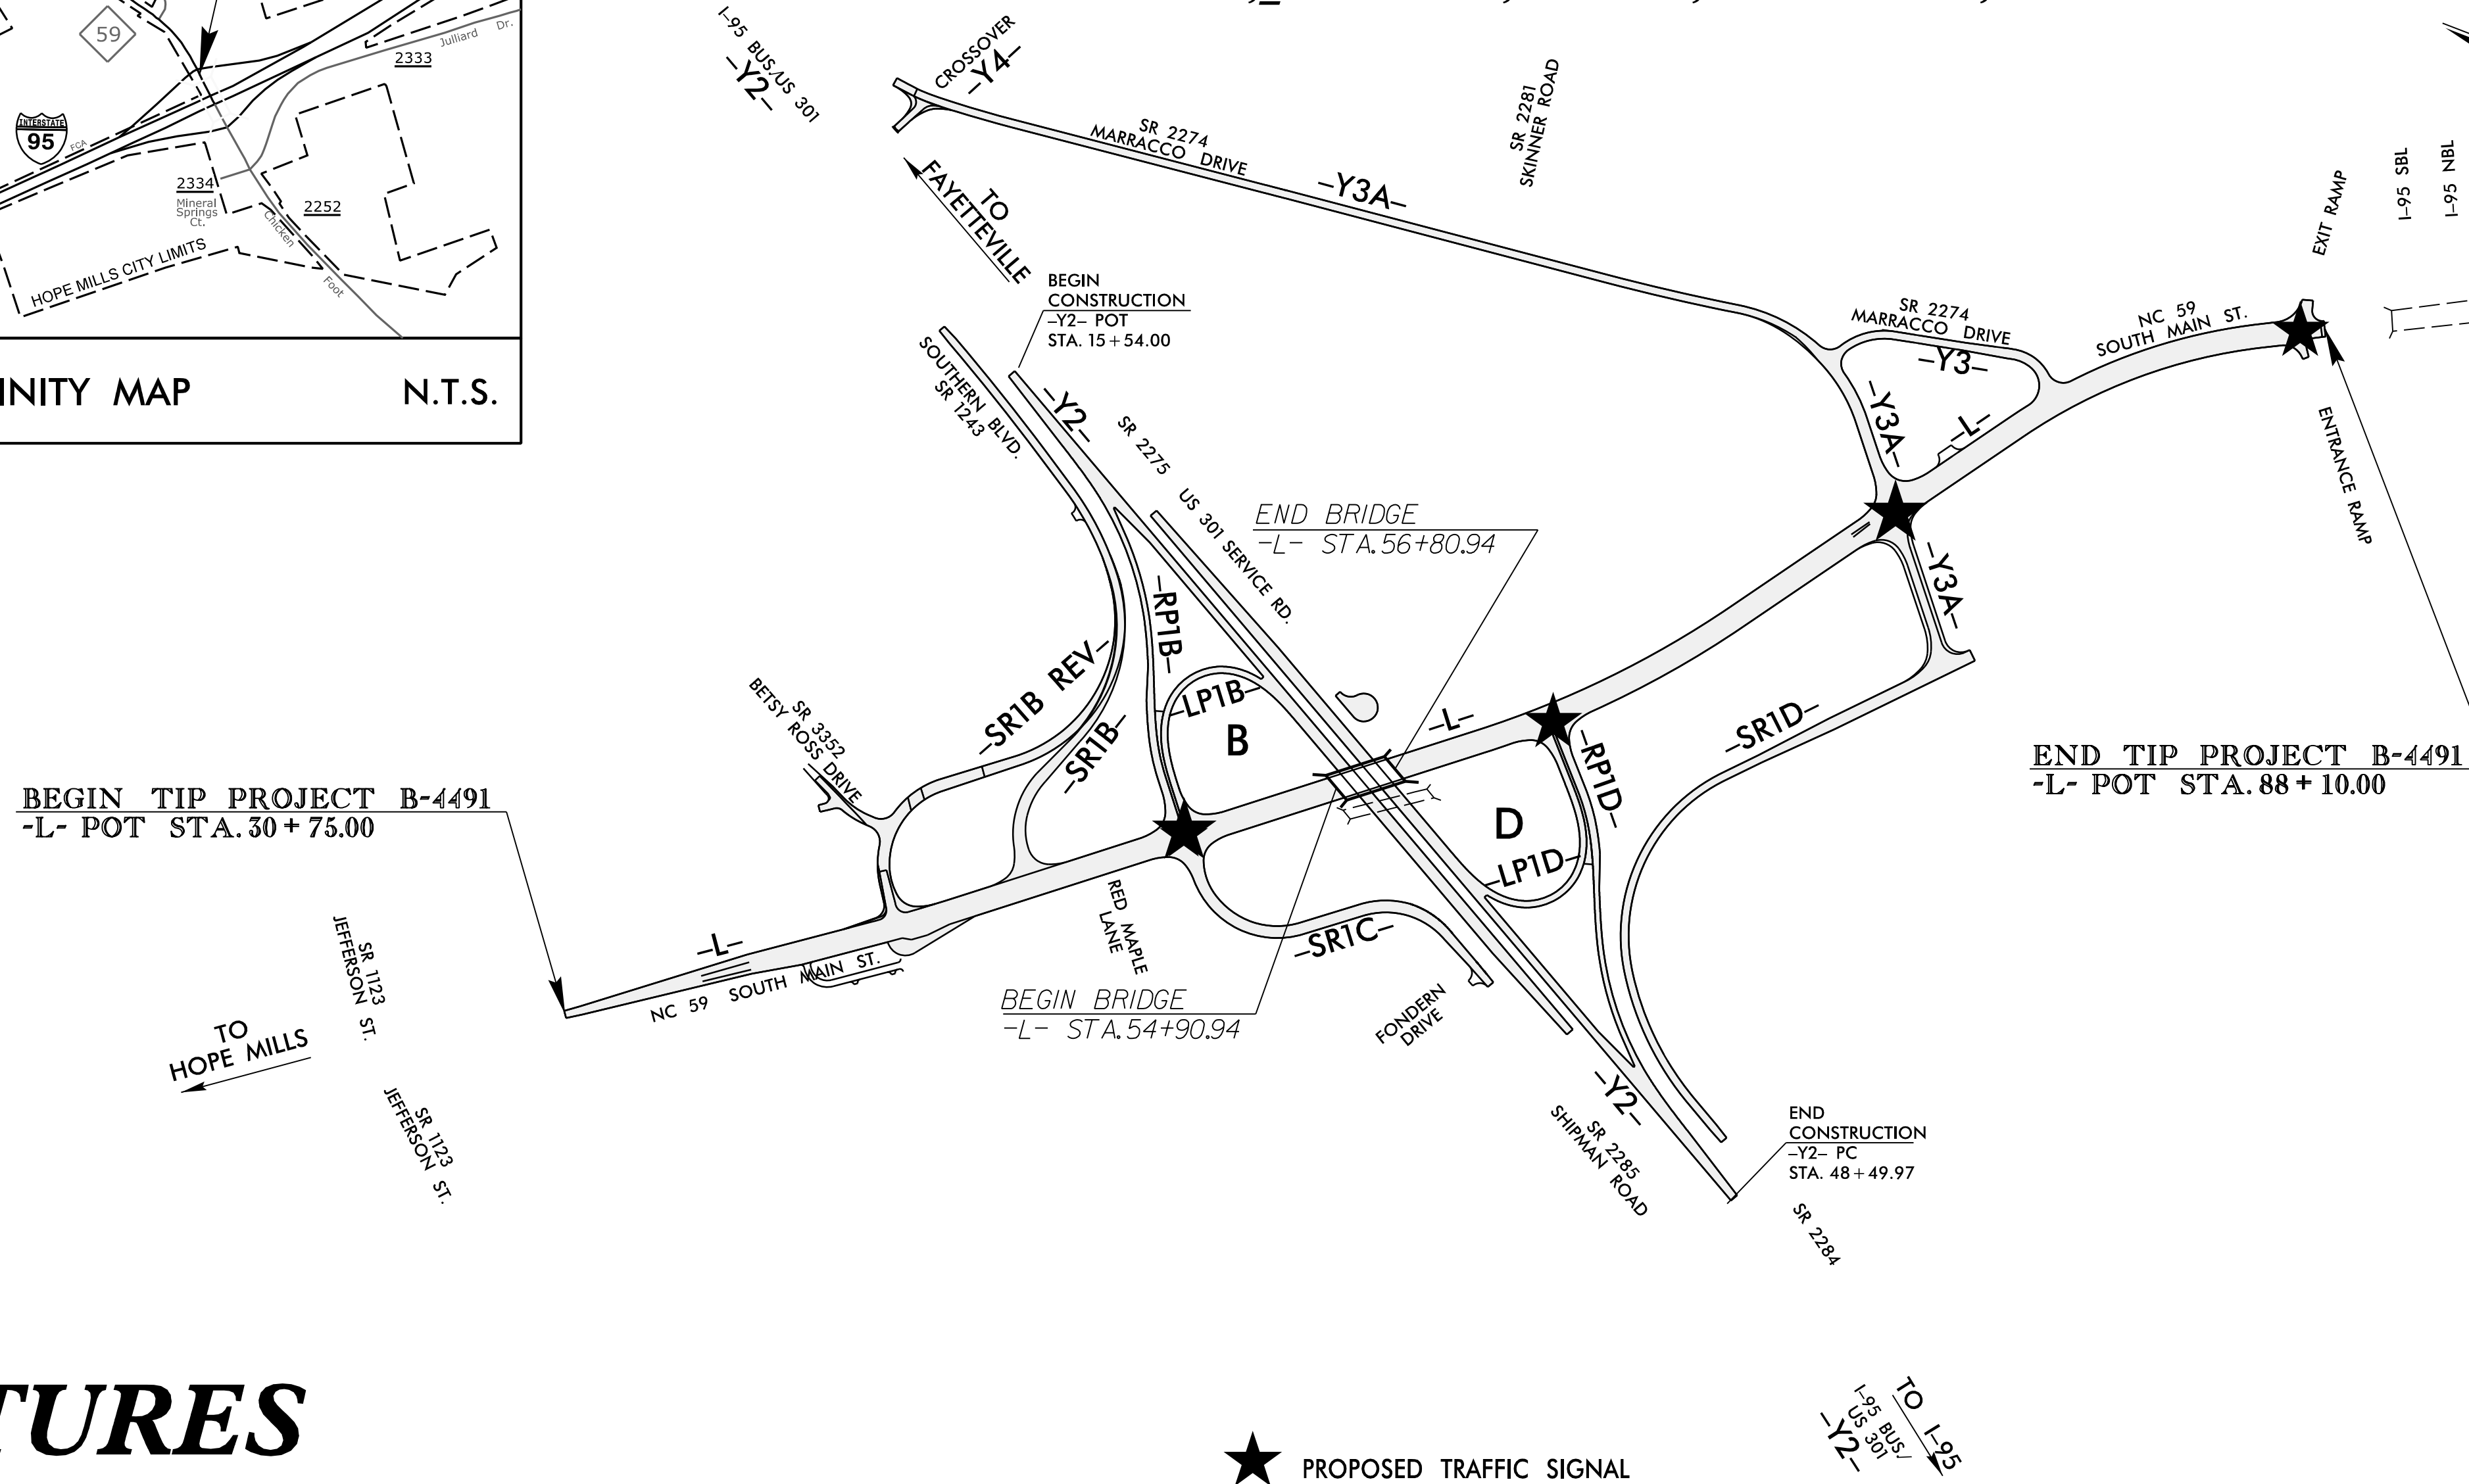 59
2333
Julliard Dr.
INTERSTATE
95
FCA
2334
Mineral
Springs
Ct.
2252
Chicken
Foot
HOPE MILLS CITY LIMITS
INITY MAP N.T.S.
I-95 BUS/US 301
-Y2-
CROSSOVER
-Y4-
SR 2274
MARRACCO DRIVE
-Y3A-
SR 2281
SKINNER ROAD
EXIT RAMP
I-95 SBL
I-95 NBL
TO
FAYETTEVILLE
BEGIN
CONSTRUCTION
-Y2- POT
STA. 15+54.00
SR 2274
MARRACCO DRIVE
-Y3-
NC 59
SOUTH MAIN ST.
SOUTHERN BLVD.
SR 1243
-Y2-
SR 2275
US 301 SERVICE RD.
-Y3A-
-L-
ENTRANCE RAMP
END BRIDGE
-L- STA.56+80.94
-Y3A-
-RP1B-
-SR1B REV-
-LP1B-
B
-SR1B-
SR 3352
BETSY ROSS DRIVE
-L-
-RP1D-
-SR1D-
END TIP PROJECT B-4491
-L- POT STA. 88+10.00
BEGIN TIP PROJECT B-4491
-L- POT STA. 30+75.00
D
-LP1D-
RED MAPLE
LANE
-L-
NC 59 SOUTH MAIN ST.
-SR1C-
SR 1123
JEFFERSON ST.
BEGIN BRIDGE
-L- STA.54+90.94
FONDERN
DRIVE
TO
HOPE MILLS
SR 1123
JEFFERSON ST.
-Y2-
SR 2285
SHIPMAN ROAD
END
CONSTRUCTION
-Y2- PC
STA. 48+49.97
SR 2284
TURES
PROPOSED TRAFFIC SIGNAL
TO I-95
I-95 BUS/
US 301
-Y2-